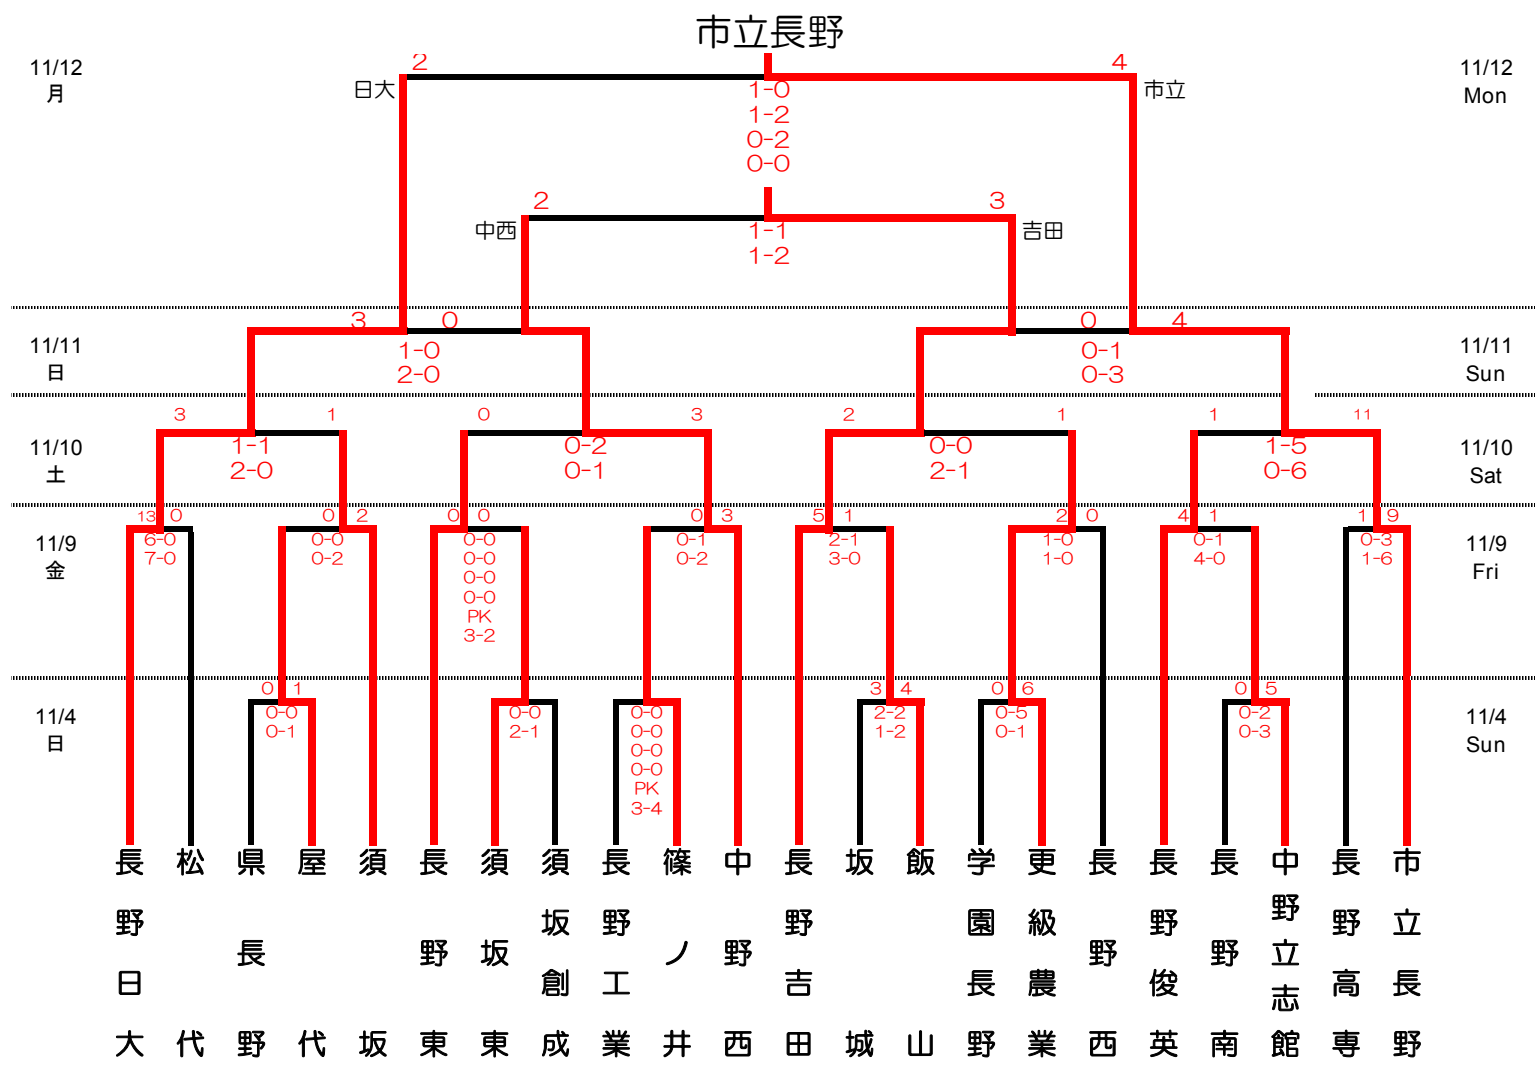 市立長野
11/12
月
2
4
11/12
Mon
日大
市立
1-0
1-2
0-2
0-0
2
3
中西
吉田
1-1
1-2
3
0
0
4
11/11
日
1-0
2-0
0-1
0-3
11/11
Sun
3
1
0
3
2
1
1
11
11/10
土
1-1
2-0
0-2
0-1
0-0
2-1
1-5
0-6
11/10
Sat
13
0
0
2
0
0
0
3
5
1
2
0
4
1
1
9
11/9
金
6-0
7-0
0-0
0-2
0-0
0-0
0-0
0-0
PK
3-2
0-1
0-2
2-1
3-0
1-0
1-0
0-1
4-0
0-3
1-6
11/9
Fri
0
1
3
4
0
6
0
5
11/4
日
0-0
0-1
0-0
2-1
0-0
0-0
0-0
0-0
PK
3-4
2-2
1-2
0-5
0-1
0-2
0-3
11/4
Sun
長野日大
松代
県長野
屋代
須坂
長野東
須坂東
須坂創成
長野工業
篠ノ井
中野西
長野吉田
坂城
飯山
学園長野
更級農業
長野西
長野俊英
長野南
中野立志館
長野高専
市立長野